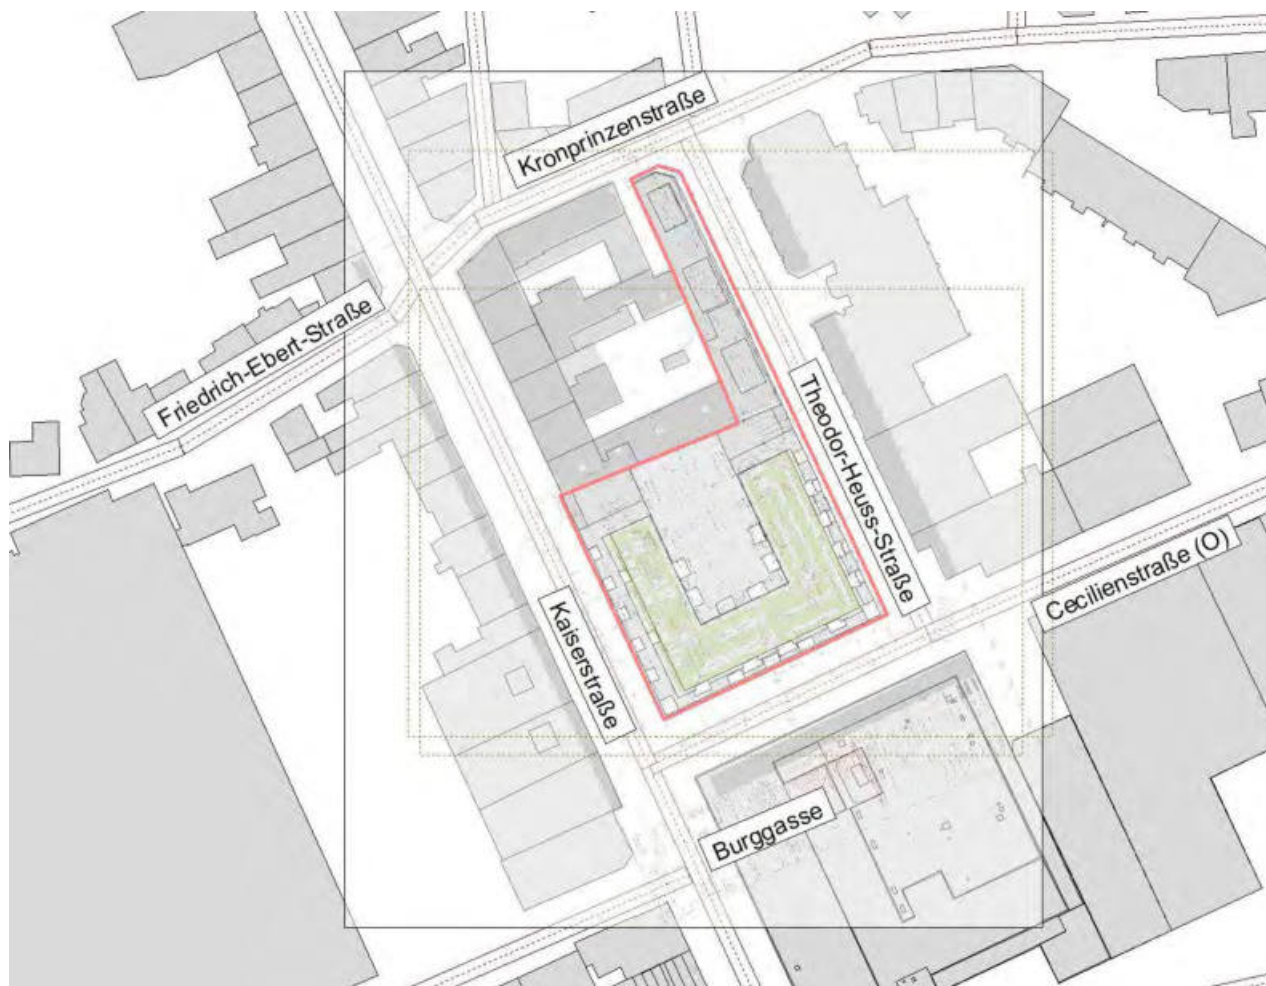 Kronprinzenstraße
Friedrich-Ebert-Straße
Theodor-Heuss-Straße
Cecilienstraße (O)
Kaiserstraße
Burggasse